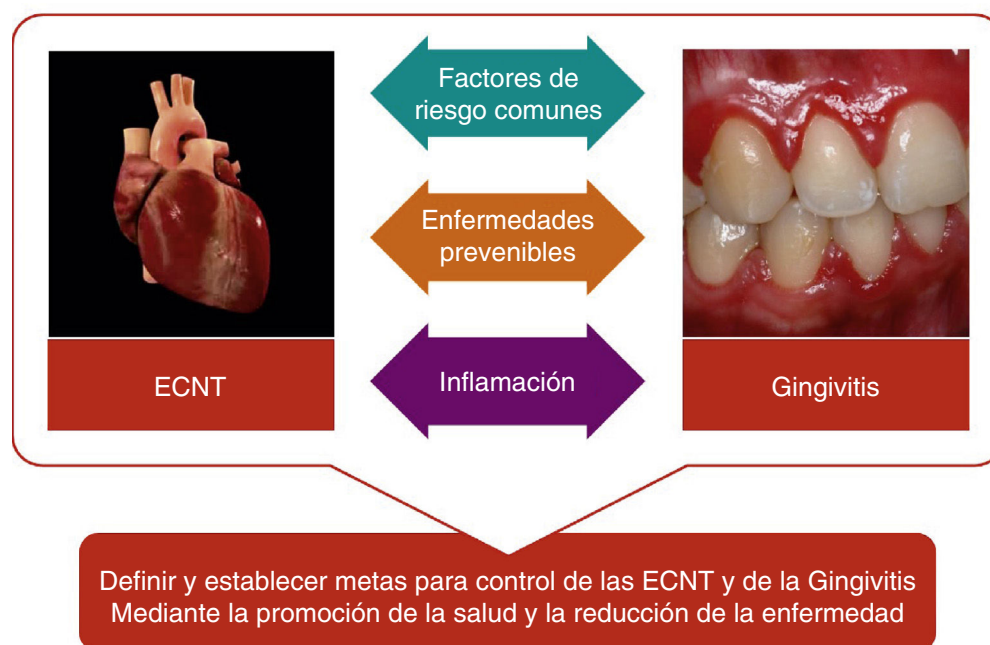 Factores de
riesgo comunes
Enfermedades
prevenibles
Inflamación
ECNT
Gingivitis
Definir y establecer metas para control de las ECNT y de la Gingivitis
Mediante la promoción de la salud y la reducción de la enfermedad